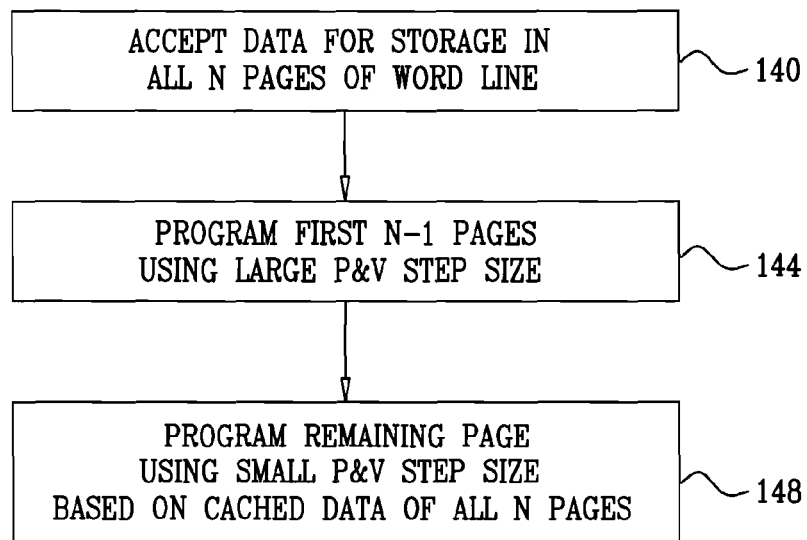 ACCEPT DATA FOR STORAGE IN
ALL N PAGES OF WORD LINE
140
PROGRAM FIRST N-1 PAGES
USING LARGE P&V STEP SIZE
144
PROGRAM REMAINING PAGE
USING SMALL P&V STEP SIZE
BASED ON CACHED DATA OF ALL N PAGES
148